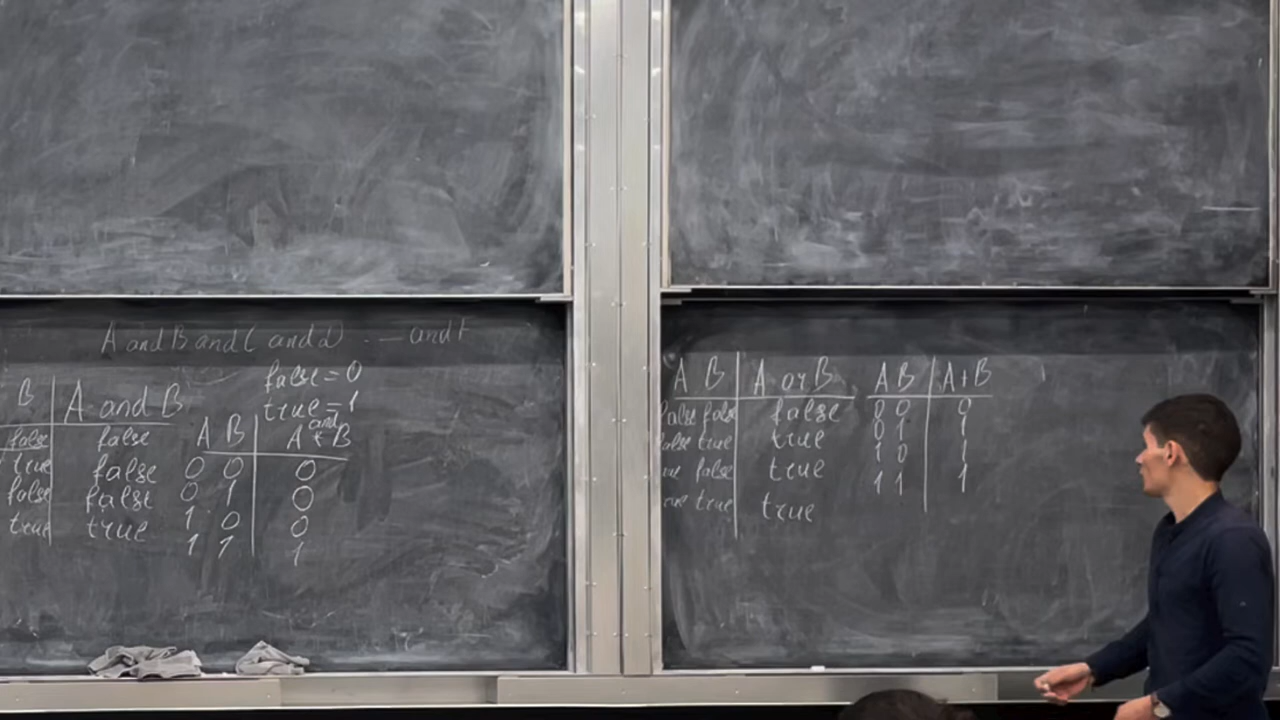 A and B and C and D . — and F
false = 0
true = 1
B | A and B
false | false
true | false
false | false
true | true
and
A B | A * B
0 0 | 0
0 1 | 0
1 0 | 0
1 1 | 1
A B | A or B
false false | false
false true | true
true false | true
true true | true
A B | A+B
0 0 | 0
0 1 | 1
1 0 | 1
1 1 | 1